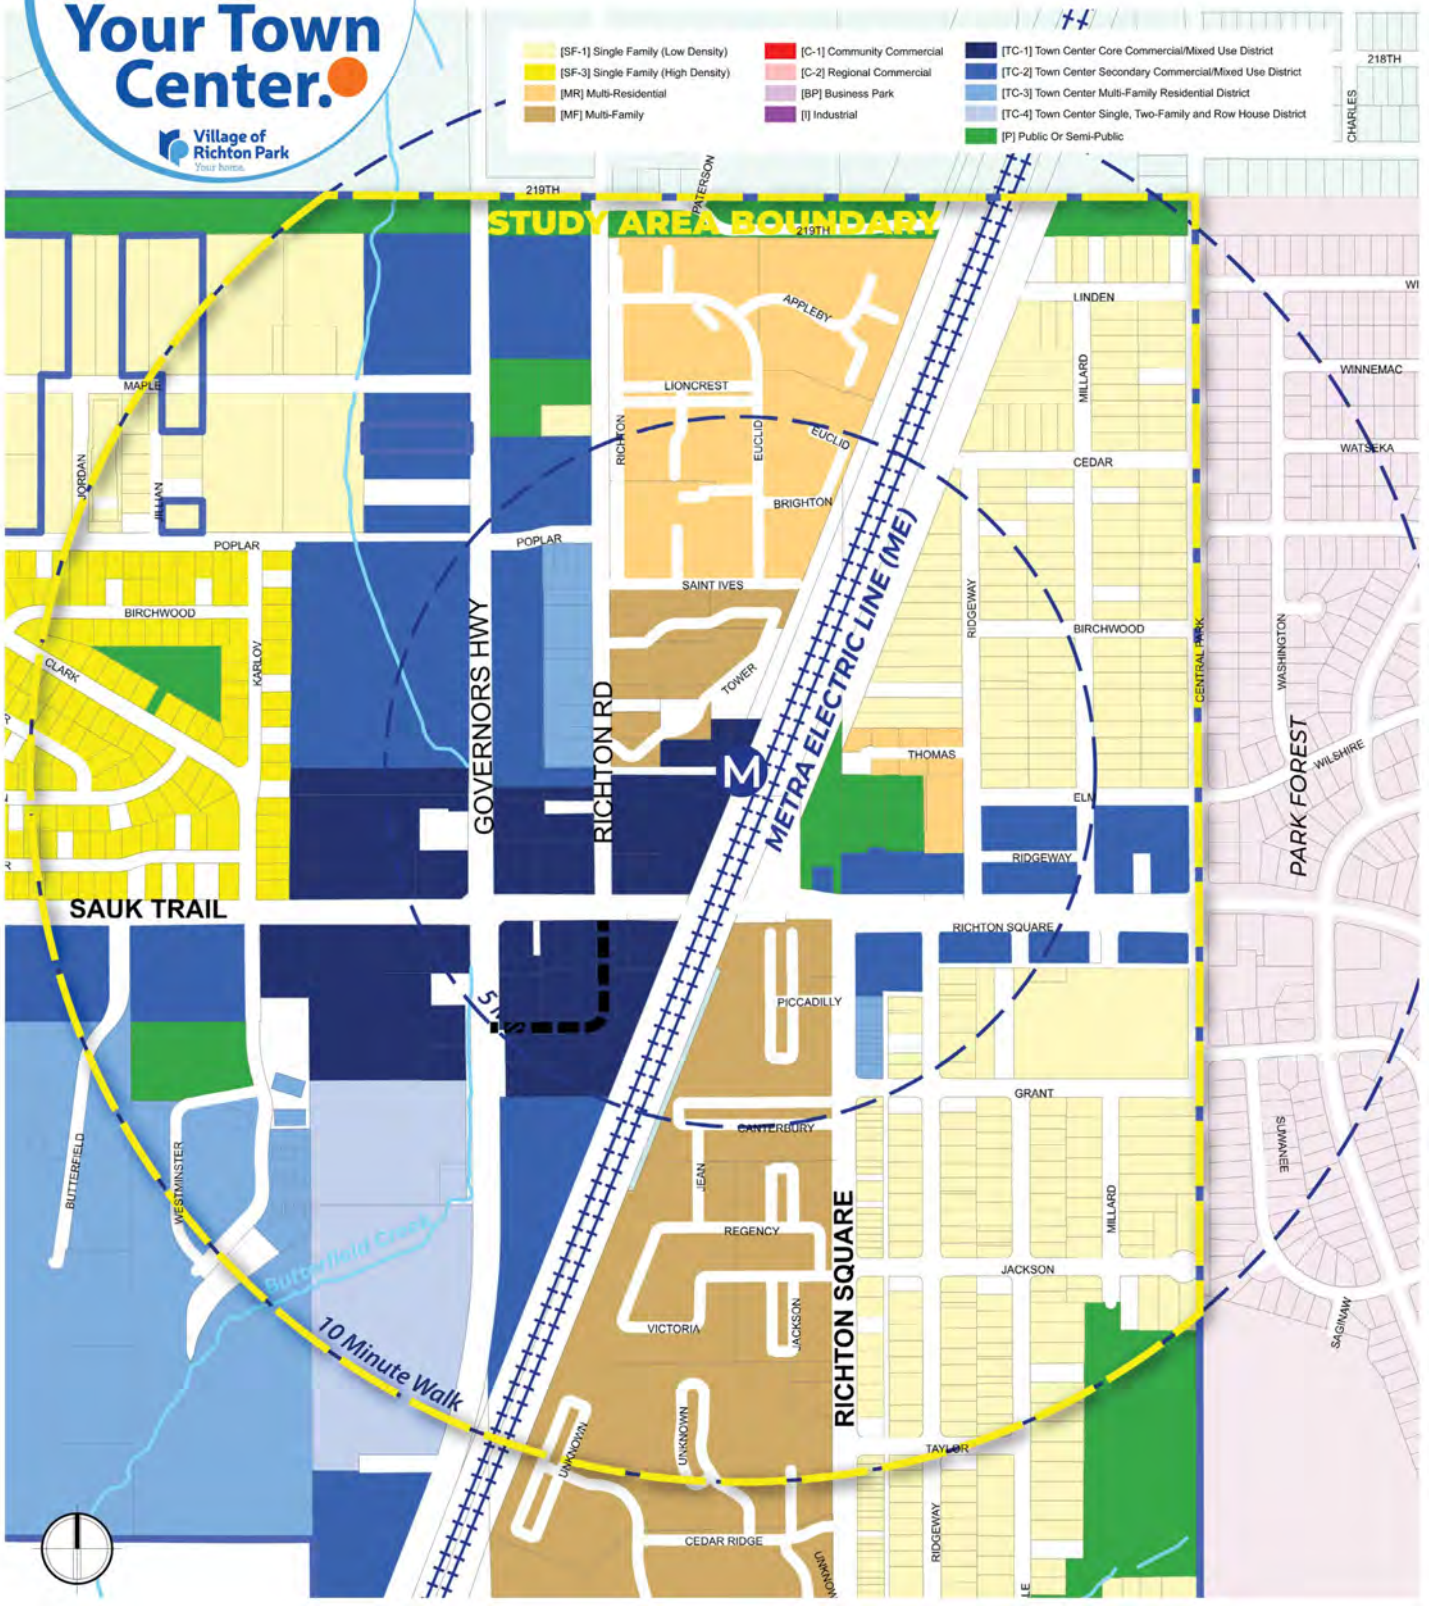 Your Town
Center.
Village of
Richton Park
Your home.
[SF-1] Single Family (Low Density)
[SF-3] Single Family (High Density)
[MR] Multi-Residential
[MF] Multi-Family
[C-1] Community Commercial
[C-2] Regional Commercial
[BP] Business Park
[I] Industrial
[TC-1] Town Center Core Commercial/Mixed Use District
[TC-2] Town Center Secondary Commercial/Mixed Use District
[TC-3] Town Center Multi-Family Residential District
[TC-4] Town Center Single, Two-Family and Row House District
[P] Public Or Semi-Public
218TH
CHARLES
PATERSON
219TH
STUDY AREA BOUNDARY
219TH
WI
LINDEN
APPLEBY
MILLARD
WINNEMAC
MAPLE
LIONCREST
RICHTON
EUCLID
EUCLID
WATSEKA
CEDAR
JORDAN
JILLIAN
BRIGHTON
POPLAR
POPLAR
SAINT IVES
METRA ELECTRIC LINE (ME)
RIDGEWAY
BIRCHWOOD
BIRCHWOOD
CENTRAL PARK
WASHINGTON
KARLOV
CLARK
TOWER
GOVERNORS HWY
RICHTON RD
M
THOMAS
WILSHIRE
PARK FOREST
ELM
RIDGEWAY
SAUK TRAIL
RICHTON SQUARE
5
PICCADILLY
GRANT
CANTERBURY
BUTTERFIELD
WESTMINSTER
JEAN
SUWANEE
MILLARD
RICHTON SQUARE
REGENCY
Butterfield Creek
JACKSON
JACKSON
VICTORIA
SAGINAW
10 Minute Walk
UNKNOWN
UNKNOWN
TAYLOR
RIDGEWAY
CEDAR RIDGE
UNKNOW
LE